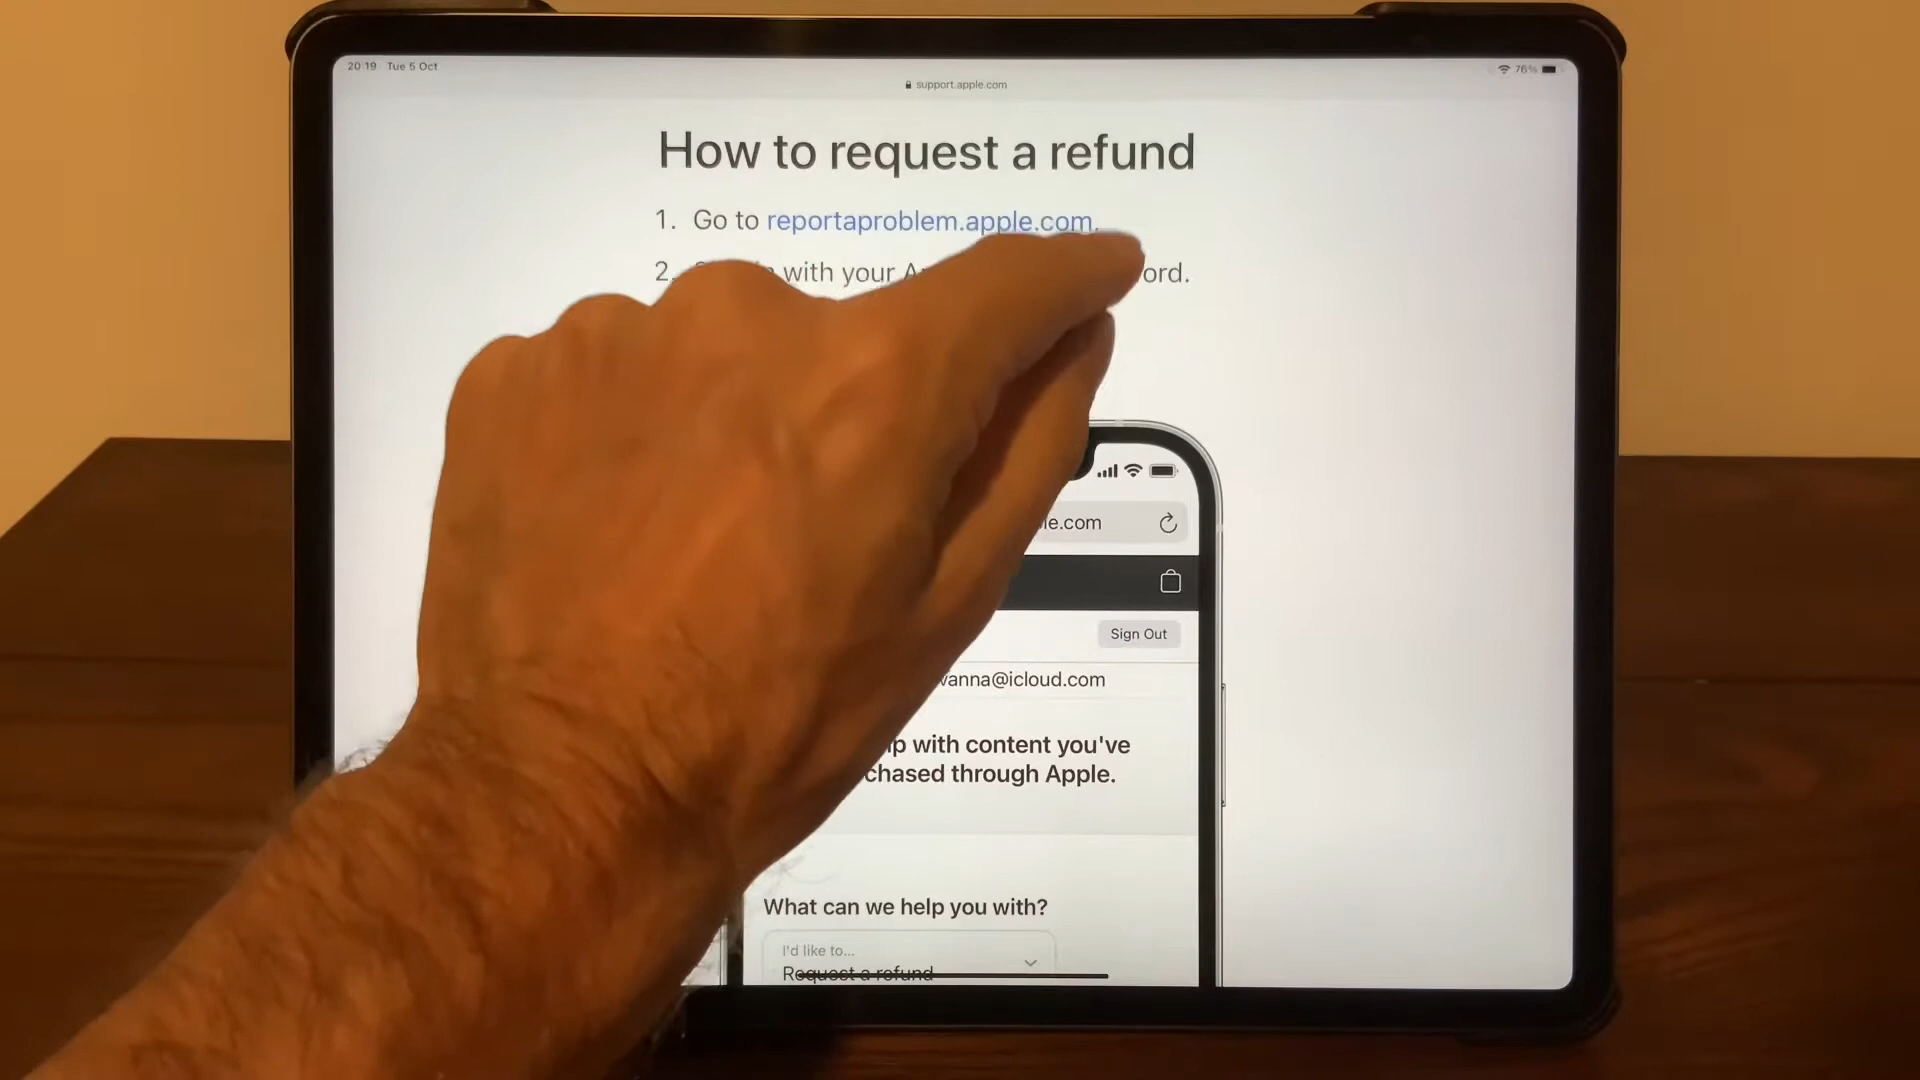 20:19 Tue 5 Oct
support.apple.com
76%
How to request a refund
1. Go to reportaproblem.apple.com.
2. with your
le.com
Sign Out
vanna@icloud.com
with content you've
chased through Apple.
What can we help you with?
I'd like to...
Request a refund